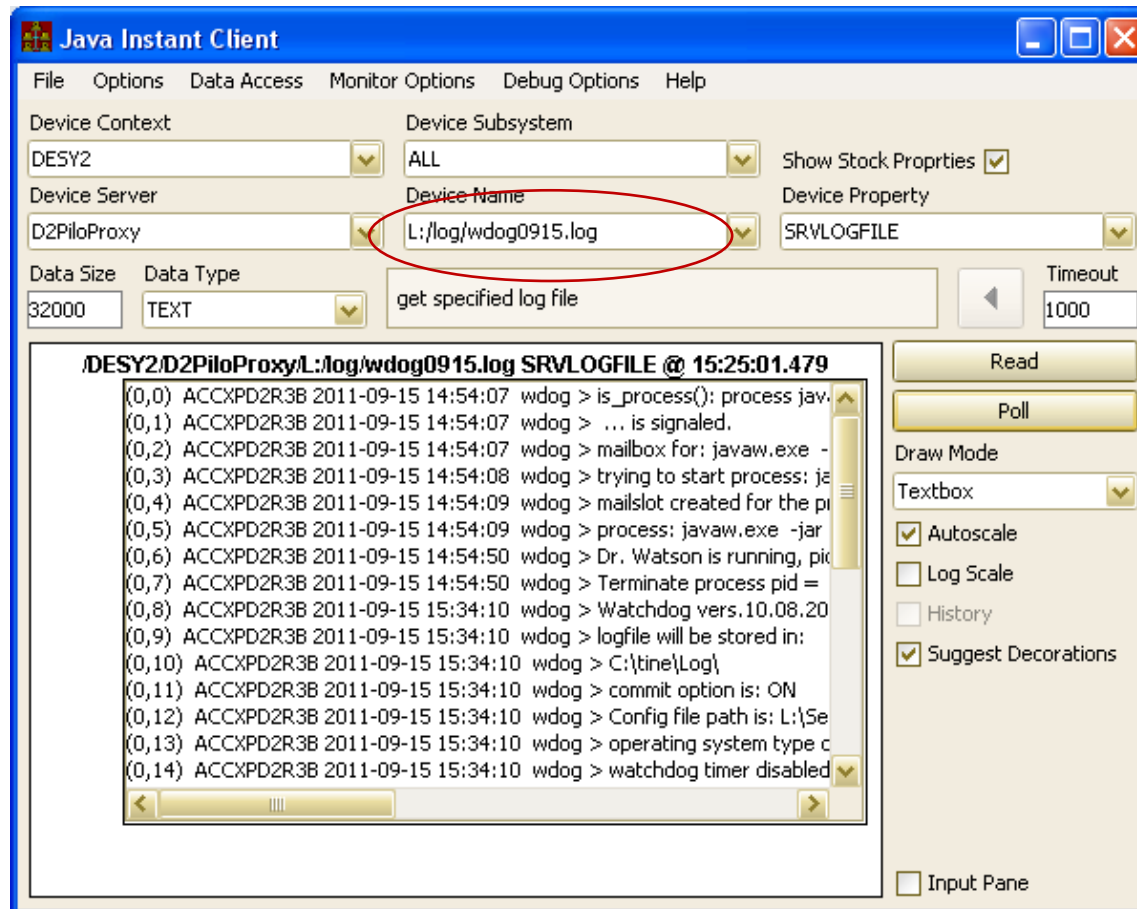 Java Instant Client
File Options Data Access Monitor Options Debug Options Help
Device Context Device Subsystem
DESY2 ALL Show Stock Proprties
Device Server Device Name Device Property
D2PiloProxy L:/log/wdog0915.log SRVLOGFILE
Data Size Data Type Timeout
32000 TEXT get specified log file 1000
/DESY2/D2PiloProxy/L:/log/wdog0915.log SRVLOGFILE @ 15:25:01.479 Read
(0,0) ACCXPD2R3B 2011-09-15 14:54:07 wdog > is_process(): process jav
(0,1) ACCXPD2R3B 2011-09-15 14:54:07 wdog > ... is signaled.
Poll
(0,2) ACCXPD2R3B 2011-09-15 14:54:07 wdog > mailbox for: javaw.exe -
Draw Mode
(0,3) ACCXPD2R3B 2011-09-15 14:54:08 wdog > trying to start process: ja
Textbox
(0,4) ACCXPD2R3B 2011-09-15 14:54:09 wdog > mailslot created for the
(0,5) ACCXPD2R3B 2011-09-15 14:54:09 wdog > process: javaw.exe -jar
Autoscale
(0,6) ACCXPD2R3B 2011-09-15 14:54:50 wdog > Dr. Watson is running,
(0,7) ACCXPD2R3B 2011-09-15 14:54:50 wdog > Terminate process pid =
Log Scale
(0,8) ACCXPD2R3B 2011-09-15 15:34:10 wdog > Watchdog vers.10.08.20
History
(0,9) ACCXPD2R3B 2011-09-15 15:34:10 wdog > logfile will be stored in:
(0,10) ACCXPD2R3B 2011-09-15 15:34:10 wdog > C:\tine\Log\
Suggest Decorations
(0,11) ACCXPD2R3B 2011-09-15 15:34:10 wdog > commit option is: ON
(0,12) ACCXPD2R3B 2011-09-15 15:34:10 wdog > Config file path is: L:\Se
(0,13) ACCXPD2R3B 2011-09-15 15:34:10 wdog > operating system type
(0,14) ACCXPD2R3B 2011-09-15 15:34:10 wdog > watchdog timer disabled
Input Pane